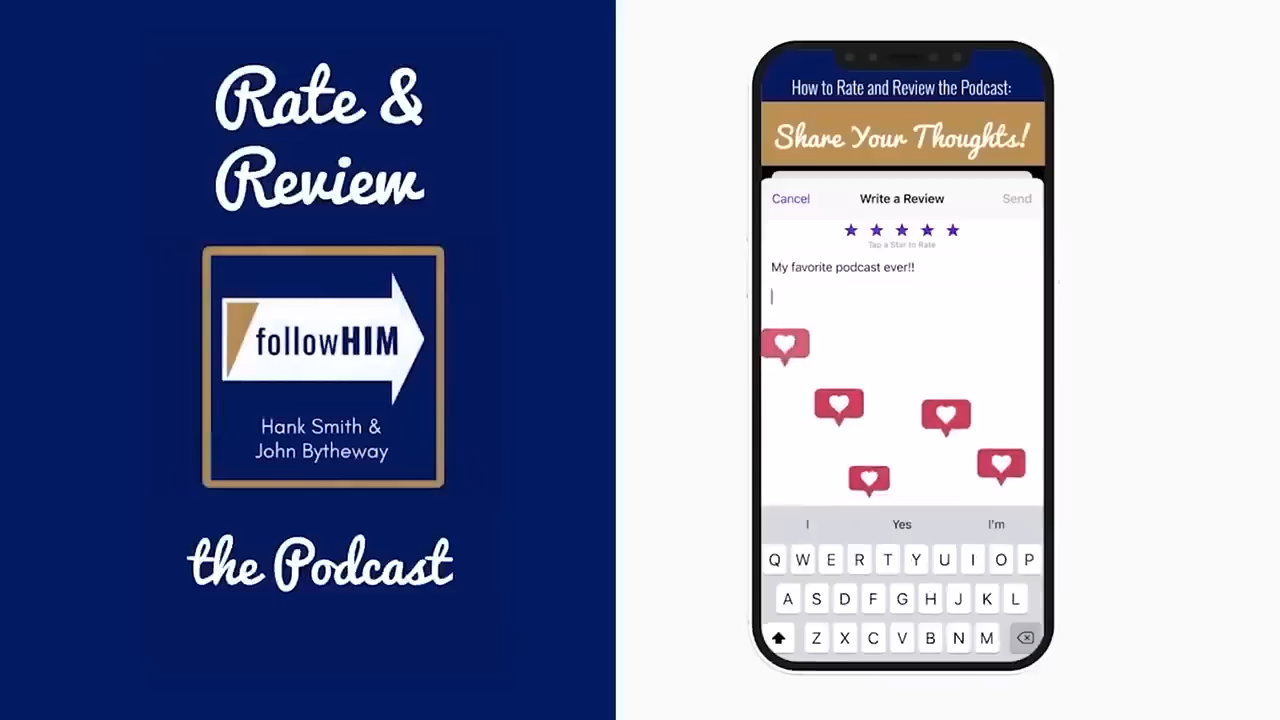 Rate &
Review
followHIM
Hank Smith &
John Bytheway
the Podcast
How to Rate and Review the Podcast:
Share Your Thoughts!
Cancel Write a Review Send
Tap a Star to Rate
My favorite podcast ever!!
I Yes I'm
Q W E R T Y U I O P
A S D F G H J K L
Z X C V B N M